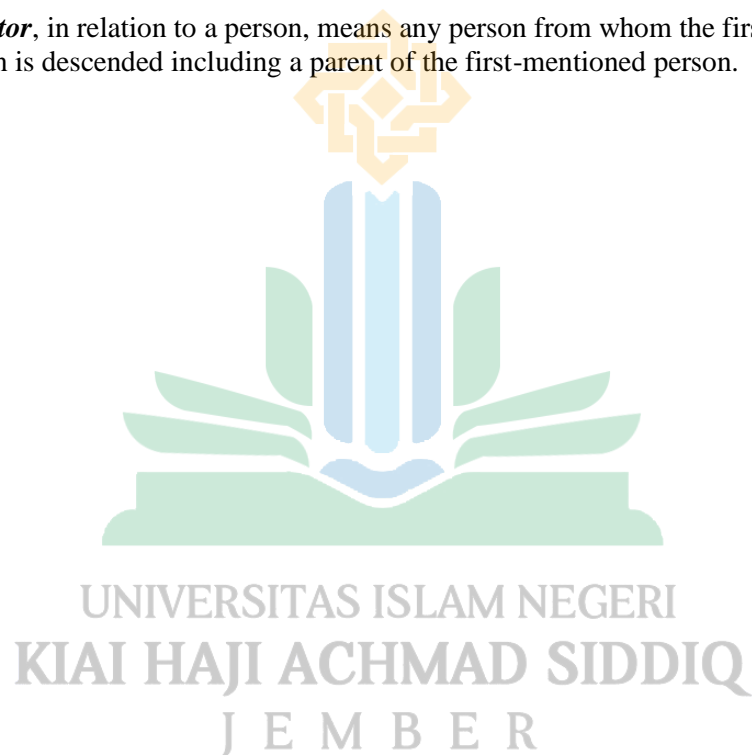 tor, in relation to a person, means any person from whom the firs
n is descended including a parent of the first-mentioned person.
UNIVERSITAS ISLAM NEGERI
KIAI HAJI ACHMAD SIDDIQ
J E M B E R